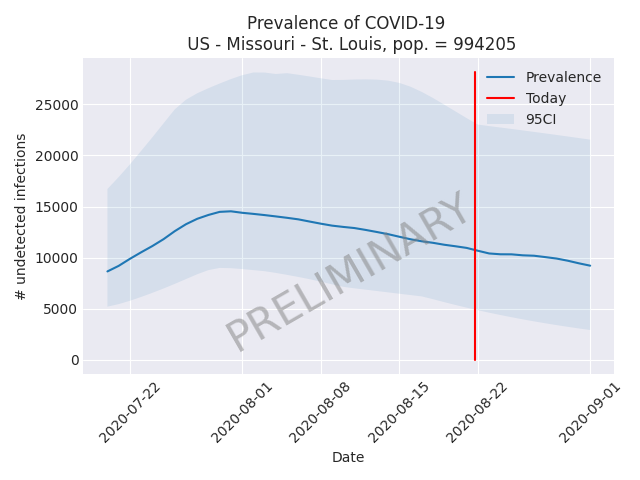 Prevalence of COVID-19
US - Missouri - St. Louis, pop. = 994205
Prevalence
Today
95CI
# undetected infections
25000
20000
15000
10000
5000
0
PRELIMINARY
2020-07-22
2020-08-01
2020-08-08
2020-08-15
2020-08-22
2020-09-01
Date